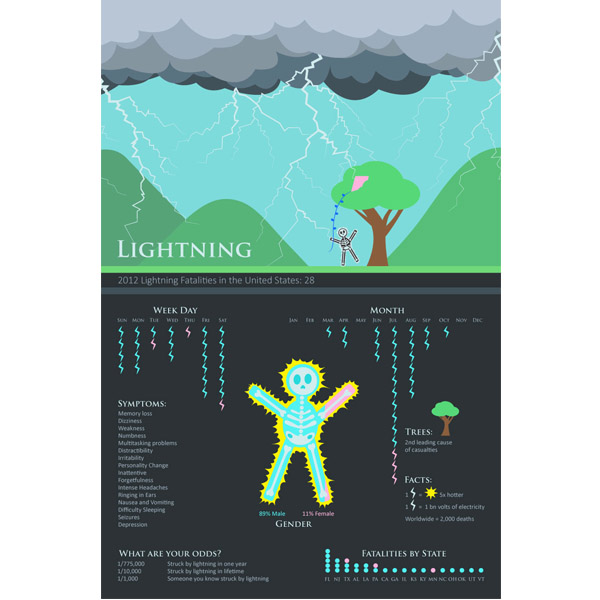 LIGHTNING
2012 Lightning Fatalities in the United States: 28
WEEK DAY
SUN MON TUE WED THU FRI SAT
MONTH
JAN FEB MAR APR MAY JUN JUL AUG SEP OCT NOV DEC
SYMPTOMS:
Memory loss
Dizziness
Weakness
Numbness
Multitasking problems
Distractibility
Irritability
Personality Change
Inattentive
Forgetfulness
Intense Headaches
Ringing in Ears
Nausea and Vomiting
Difficulty Sleeping
Seizures
Depression
89% Male 11% Female
GENDER
TREES:
2nd leading cause
of casualties
FACTS:
1 = 5x hotter
1 = 1 bn volts of electricity
Worldwide = 2,000 deaths
WHAT ARE YOUR ODDS?
1/775,000 Struck by lightning in one year
1/10,000 Struck by lightning in lifetime
1/1,000 Someone you know struck by lightning
FATALITIES BY STATE
FL NJ TX AL LA PA CA GA IL KS KY MN NC OH OK UT VT